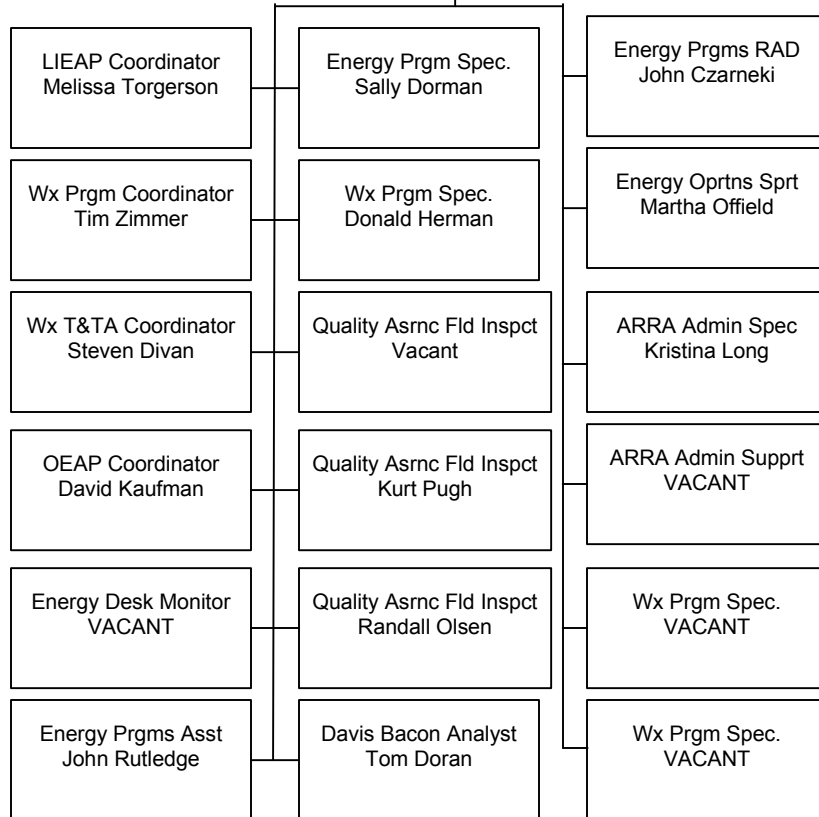 LIEAP Coordinator
Melissa Torgerson
Energy Prgm Spec.
Sally Dorman
Energy Prgms RAD
John Czarneki
Wx Prgm Coordinator
Tim Zimmer
Wx Prgm Spec.
Donald Herman
Energy Oprtns Sprt
Martha Offield
Wx T&TA Coordinator
Steven Divan
Quality Asrnc Fld Inspct
Vacant
ARRA Admin Spec
Kristina Long
OEAP Coordinator
David Kaufman
Quality Asrnc Fld Inspct
Kurt Pugh
ARRA Admin Supprt
VACANT
Energy Desk Monitor
VACANT
Quality Asrnc Fld Inspct
Randall Olsen
Wx Prgm Spec.
VACANT
Energy Prgms Asst
John Rutledge
Davis Bacon Analyst
Tom Doran
Wx Prgm Spec.
VACANT